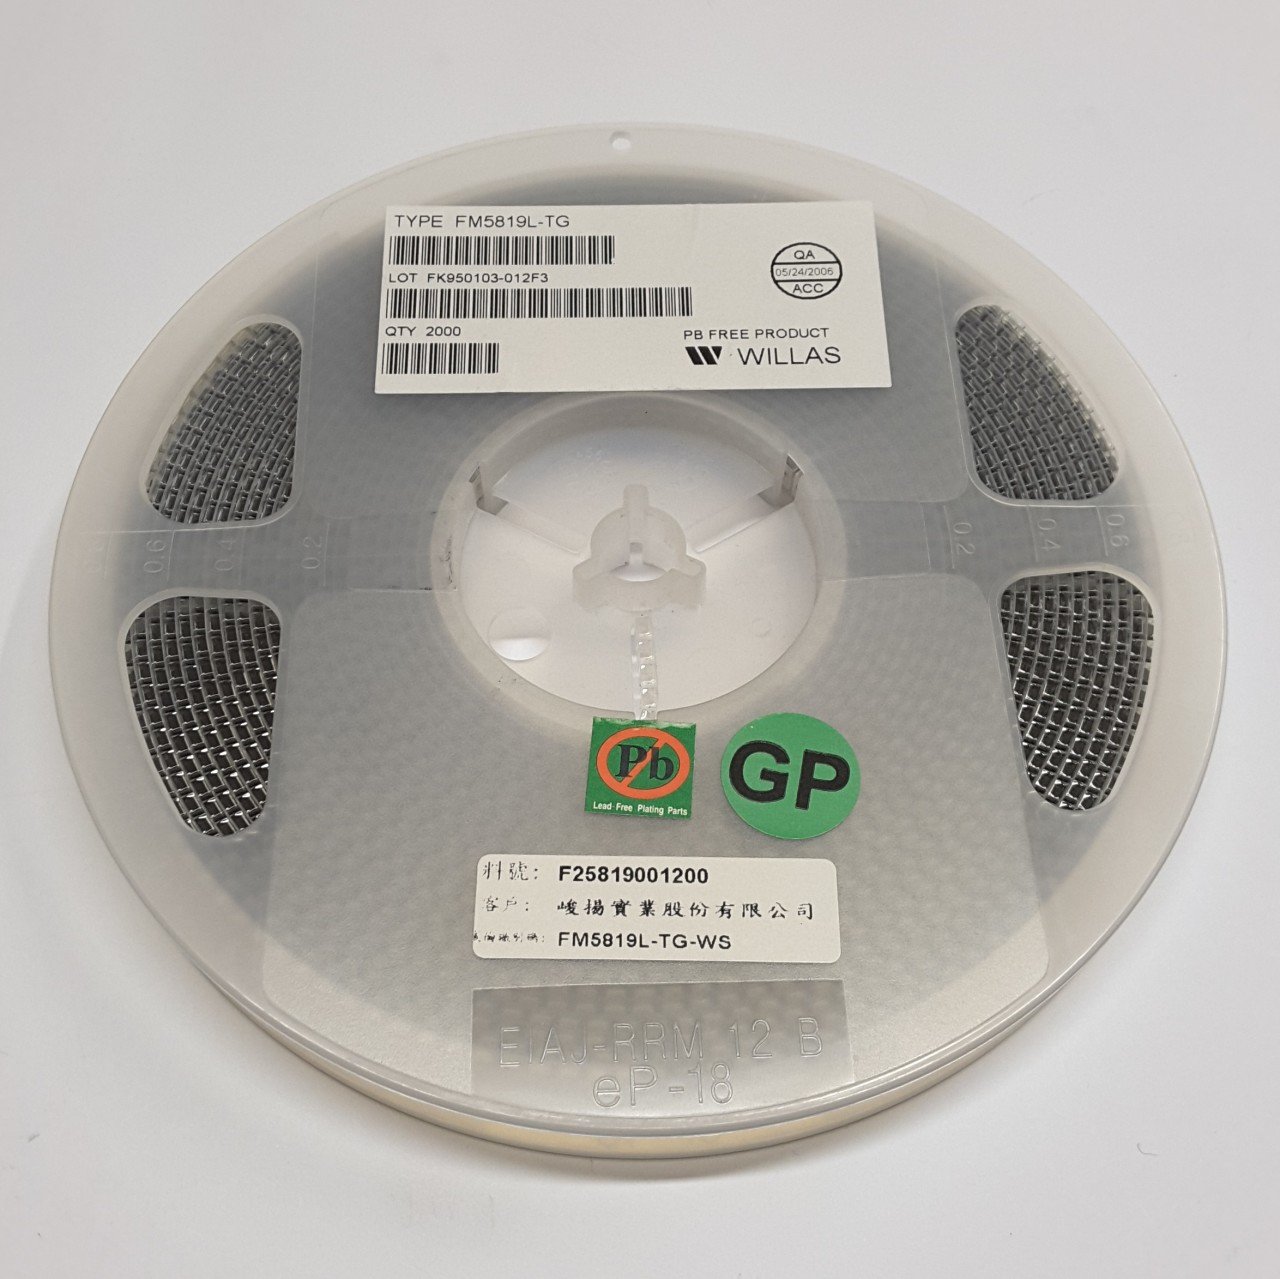 TYPE FM5819L-TG
LOT FK950103-012F3
QTY 2000
QA
05/24/2006
ACC
PB FREE PRODUCT
WILLAS
0.6
0.4
0.2
0.2
0.4
0.6
Pb
Lead-Free Plating Parts
GP
料號: F25819001200
客戶: 峻揚實業股份有限公司
FM5819L-TG-WS
EIAJ-RRM 12 B
eP-18